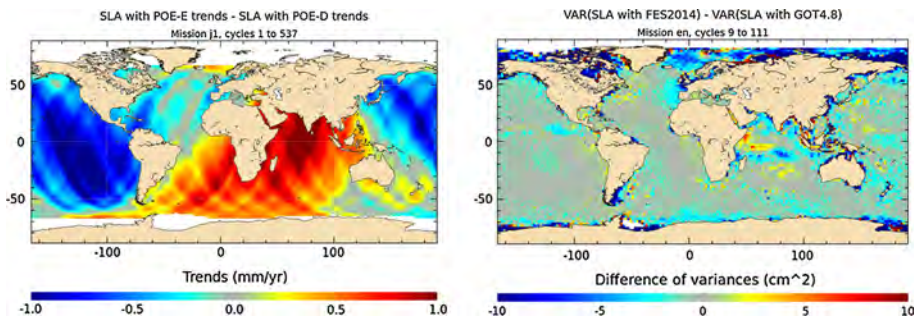 SLA with POE-E trends - SLA with POE-D trends
Mission j1, cycles 1 to 537
50
0
-50
-100 0 100
Trends (mm/yr)
-1.0 -0.5 0.0 0.5 1.0
VAR(SLA with FES2014) - VAR(SLA with GOT4.8)
Mission en, cycles 9 to 111
50
0
-50
-100 0 100
Difference of variances (cm^2)
-10 -5 0 5 10